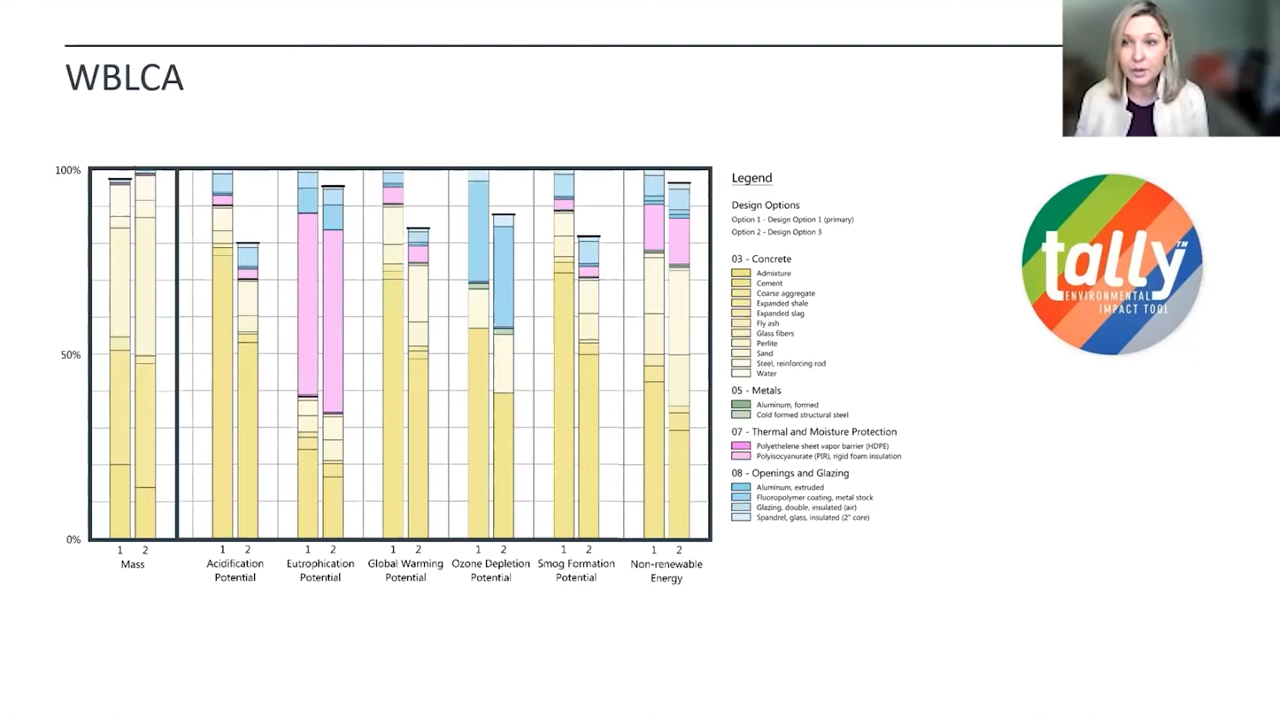 WBLCA
100%
50%
0%
1 2
Mass
1 2
Acidification
Potential
1 2
Eutrophication
Potential
1 2
Global Warming
Potential
1 2
Ozone Depletion
Potential
1 2
Smog Formation
Potential
1 2
Non-renewable
Energy
Legend
Design Options
Option 1 - Design Option 1 (primary)
Option 2 - Design Option 3
03 - Concrete
Admixture
Cement
Coarse aggregate
Expanded shale
Expanded slag
Fly ash
Glass fibers
Perlite
Sand
Steel, reinforcing rod
Water
05 - Metals
Aluminum, formed
Cold formed structural steel
07 - Thermal and Moisture Protection
Polyethelene sheet vapor barrier (HDPE)
Polyisocyanurate (PIR), rigid foam insulation
08 - Openings and Glazing
Aluminum, extruded
Fluoropolymer coating, metal stock
Glazing, double, insulated (air)
Spandrel, glass, insulated (2" core)
tally™
ENVIRONMENTAL
IMPACT TOOL